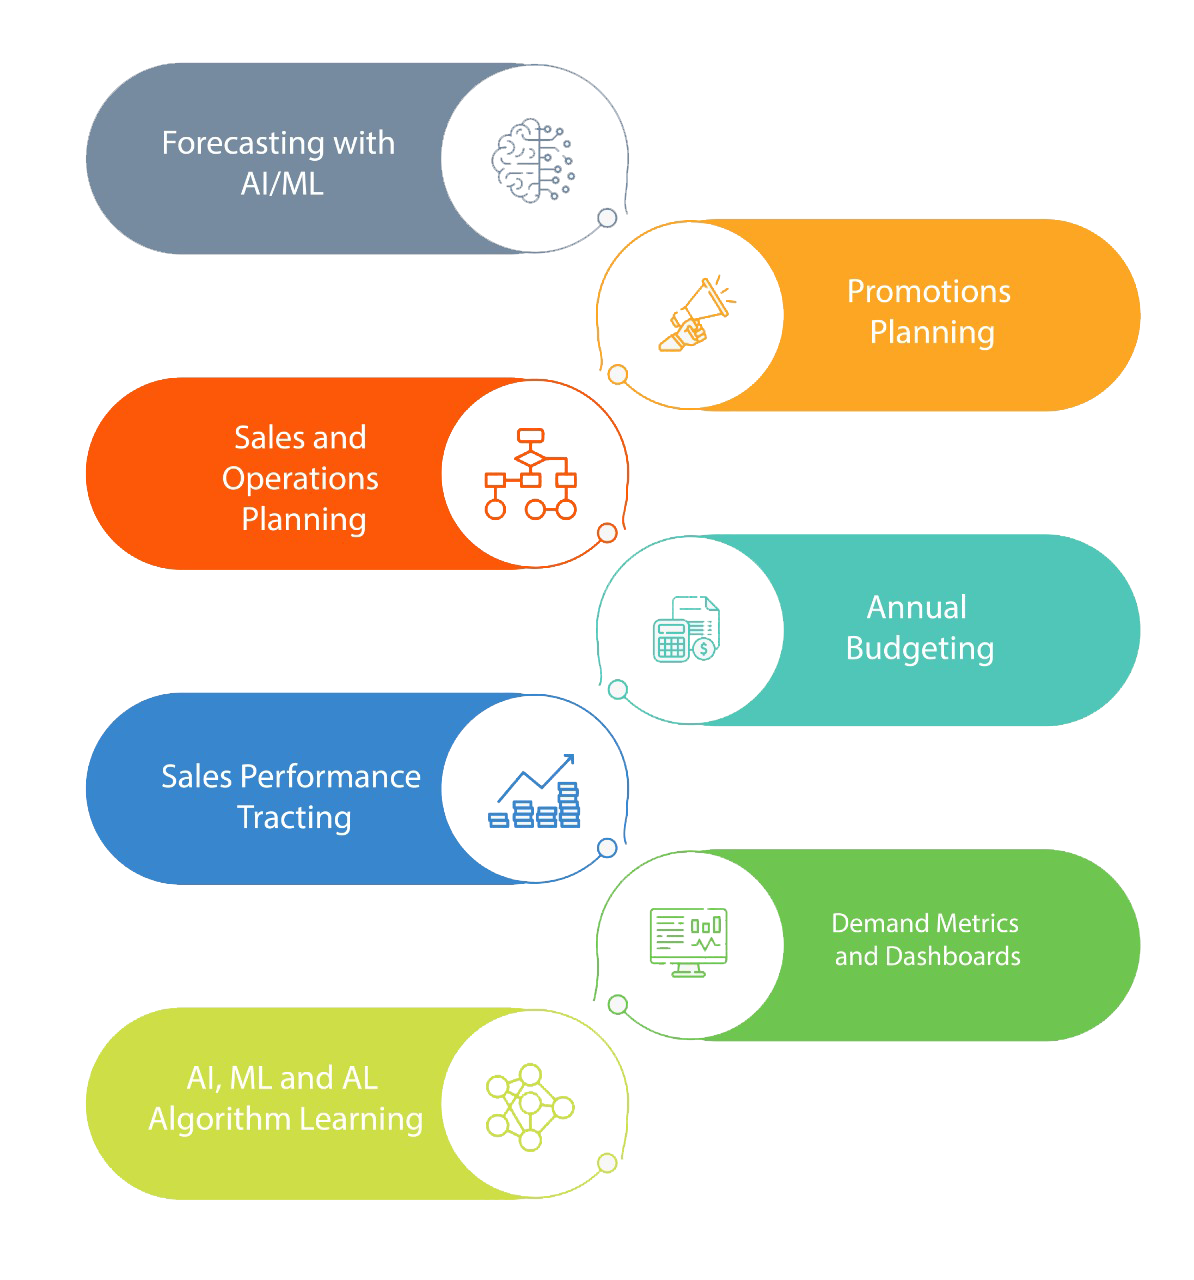 Forecasting with
AI/ML
Promotions
Planning
Sales and
Operations
Planning
Annual
Budgeting
$
Sales Performance
Tracting
Demand Metrics
and Dashboards
AI, ML and AL
Algorithm Learning